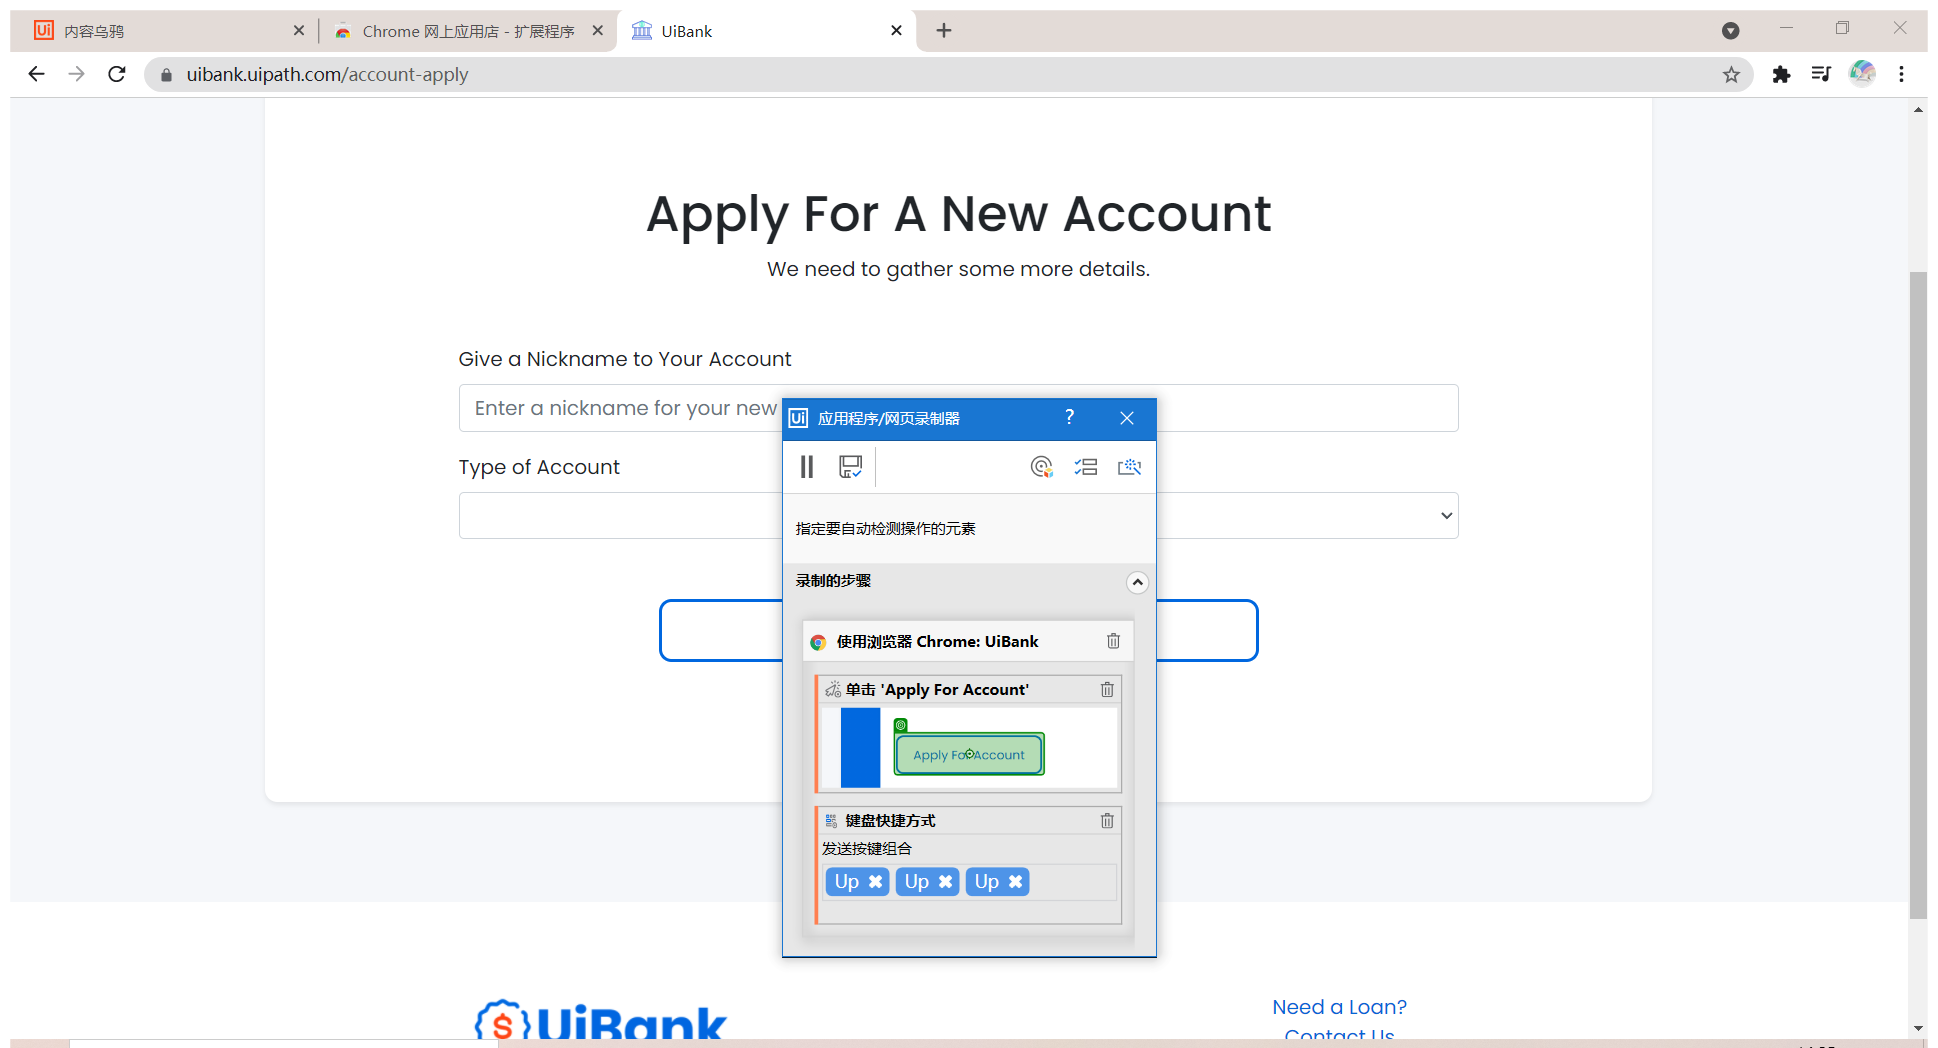 内容乌鸦
Chrome 网上应用店 - 扩展程序
UiBank
uibank.uipath.com/account-apply
Apply For A New Account
We need to gather some more details.
Give a Nickname to Your Account
Enter a nickname for your new
Type of Account
Ui 应用程序/网页录制器 ?
指定要自动检测操作的元素
录制的步骤
使用浏览器 Chrome: UiBank
单击 'Apply For Account'
Apply For Account
键盘快捷方式
发送按键组合
Up Up Up
UiBank
Need a Loan?
Contact Us